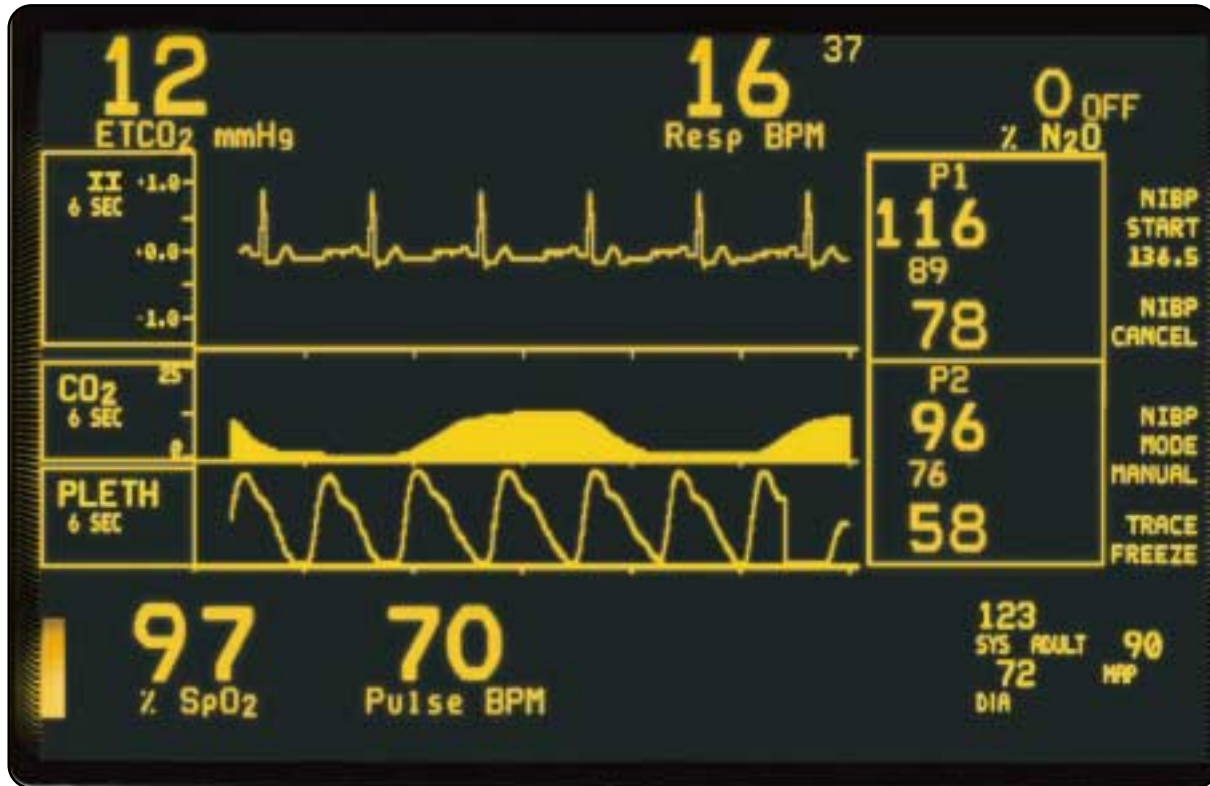 12
ETCO2 mmHg
16 37
Resp BPM
0 OFF
% N2O
II
6 SEC
+1.0
+0.0
-1.0
CO2
6 SEC
25
0
PLETH
6 SEC
P1
116
89
78
P2
96
76
58
NIBP
START
136.5
NIBP
CANCEL
NIBP
MODE
MANUAL
TRACE
FREEZE
97
% SpO2
70
Pulse BPM
123
SYS ADULT 90
72 MAP
DIA